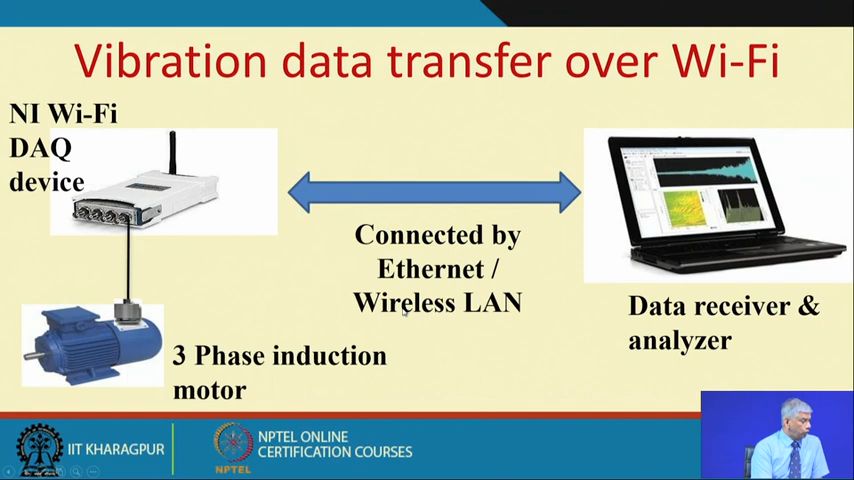 Vibration data transfer over Wi-Fi
NI Wi-Fi
DAQ
device
Connected by
Ethernet /
Wireless LAN
Data receiver &
analyzer
3 Phase induction
motor
IIT KHARAGPUR
NPTEL
NPTEL ONLINE
CERTIFICATION COURSES